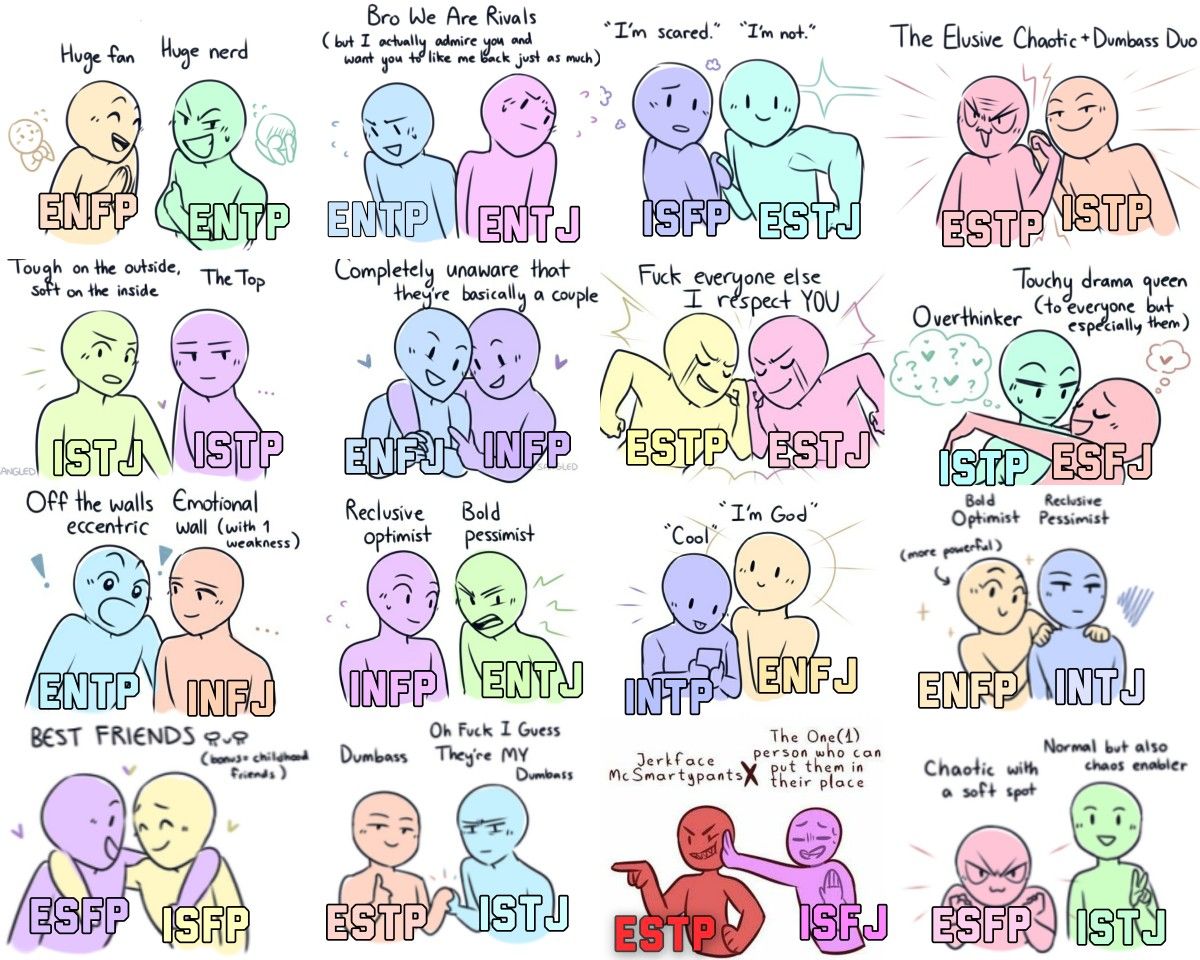 Huge fan
Huge nerd
ENFP
ENTP
Bro We Are Rivals
(but I actually admire you and
want you to like me back just as much)
ENTP
ENTJ
"I'm scared."
"I'm not."
ISFP
ESTJ
The Elusive Chaotic + Dumbass Duo
ESTP
ISTP
Tough on the outside,
soft on the inside
The Top
ANGLED
ISTJ
ISTP
Completely unaware that
they're basically a couple
ENFJ
INFP
Fuck everyone else
I respect YOU
ESTP
ESTJ
Overthinker
Touchy drama queen
(to everyone but
especially them)
ISTP
ESFJ
Off the walls
eccentric
Emotional
wall (with 1
weakness)
ENTP
INFJ
Reclusive
optimist
Bold
pessimist
INFP
ENTJ
"Cool"
"I'm God"
INTP
ENFJ
Bold
Optimist
(more powerful)
Reclusive
Pessimist
ENFP
INTJ
BEST FRIENDS
(bonus= childhood
friends)
ESFP
ISFP
Dumbass
Oh Fuck I Guess
They're MY
Dumbass
ESTP
ISTJ
Jerkface
McSmartypants
X
The One(1)
person who can
put them in
their place
ESTP
ISFJ
Chaotic with
a soft spot
Normal but also
chaos enabler
ESFP
ISTJ